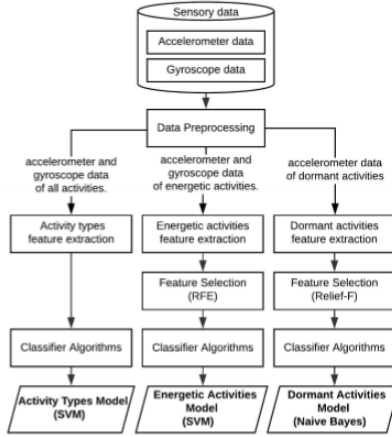 Sensory data
Accelerometer data
Gyroscope data
Data Preprocessing
accelerometer and
gyroscope data
of all activities.
accelerometer and
gyroscope data
of energetic activities.
accelerometer data
of dormant activities
Activity types
feature extraction
Energetic activities
feature extraction
Dormant activities
feature extraction
Feature Selection
(RFE)
Feature Selection
(Relief-F)
Classifier Algorithms
Classifier Algorithms
Classifier Algorithms
Activity Types Model
(SVM)
Energetic Activities
Model
(SVM)
Dormant Activities
Model
(Naive Bayes)